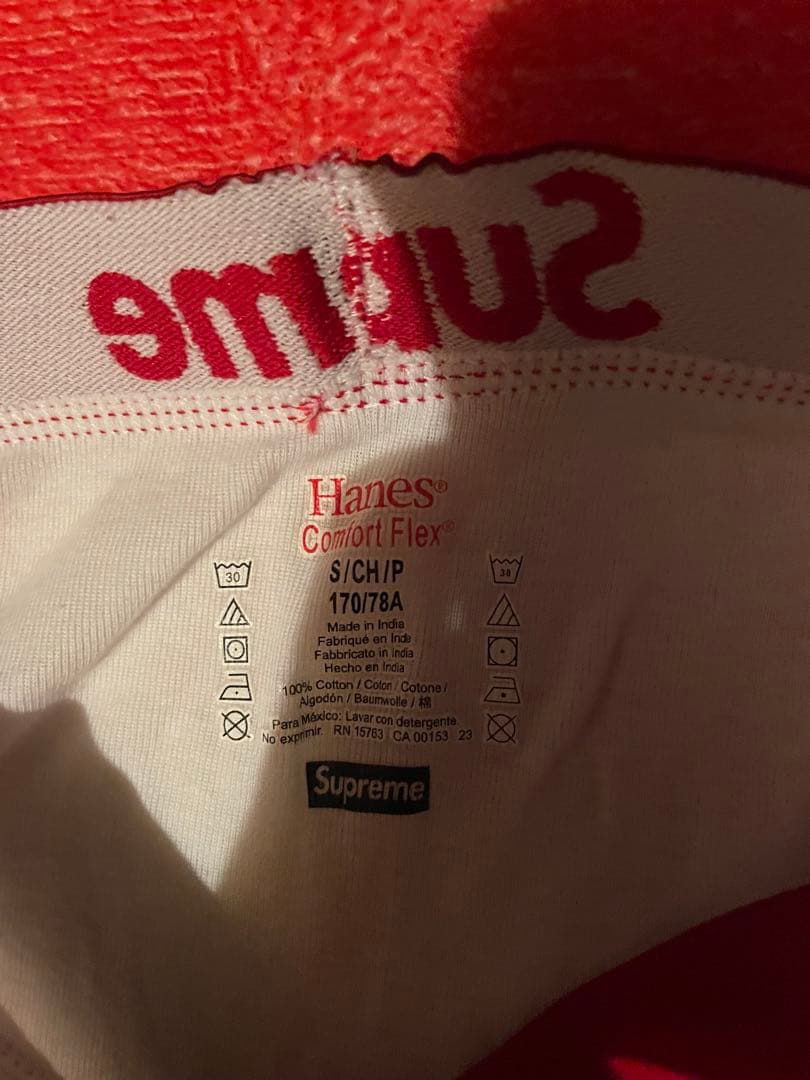 Supreme
Hanes®
Comfort Flex®
30
30
S/CH/P
170/78A
Made in India
Fabriqué en Inde
Fabbricato in India
Hecho en India
100% Cotton / Coton / Cotone /
Algodón / Baumwolle / 棉
Para México: Lavar con detergente.
No exprimir. RN 15763 CA 00153 23
Supreme